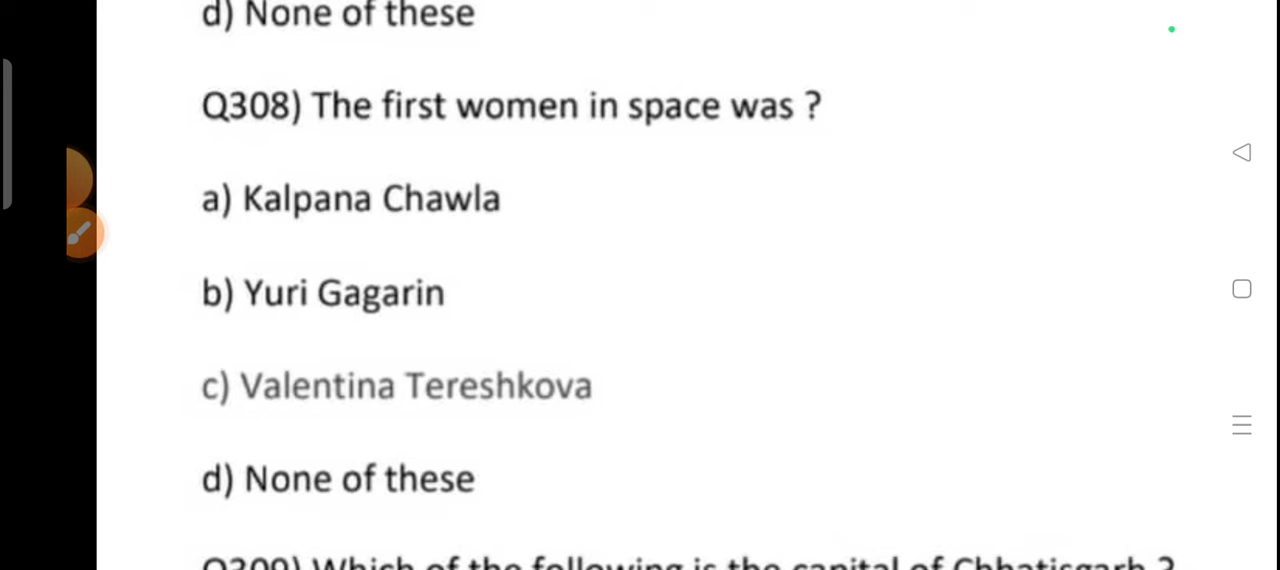 d) None of these
Q308) The first women in space was ?
a) Kalpana Chawla
b) Yuri Gagarin
c) Valentina Tereshkova
d) None of these
Q309) Which of the following is the capital of Chhatisgarh ?